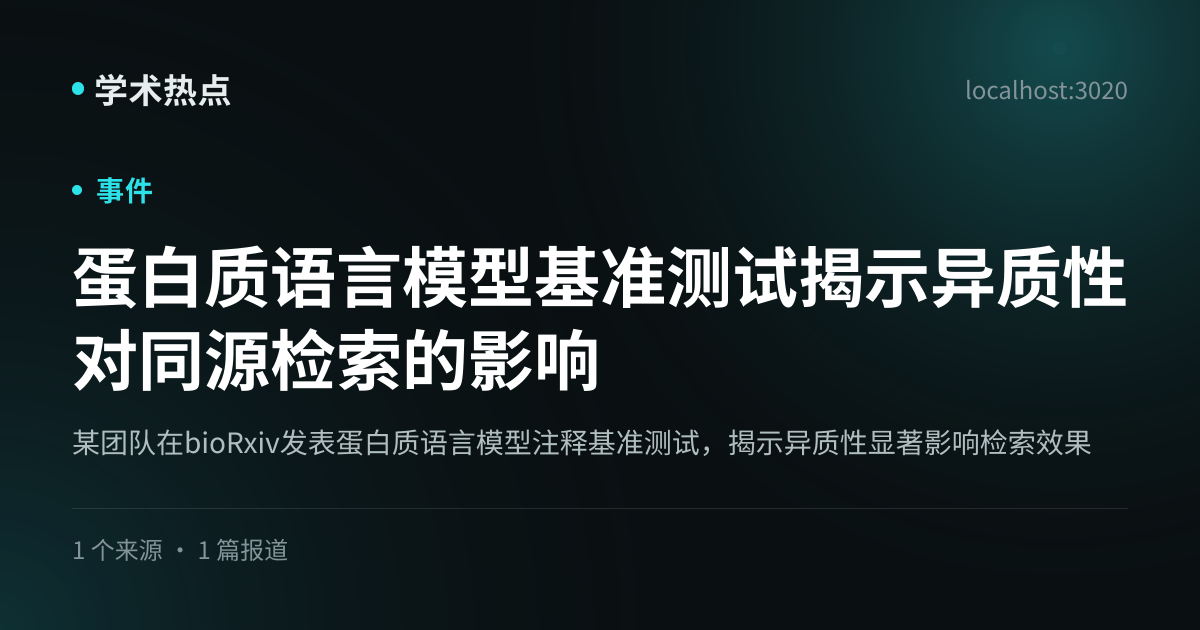 学术热点
localhost:3020
事件
蛋白质语言模型基准测试揭示异质性
对同源检索的影响
某团队在bioRxiv发表蛋白质语言模型注释基准测试，揭示异质性显著影响检索效果
1 个来源 · 1 篇报道